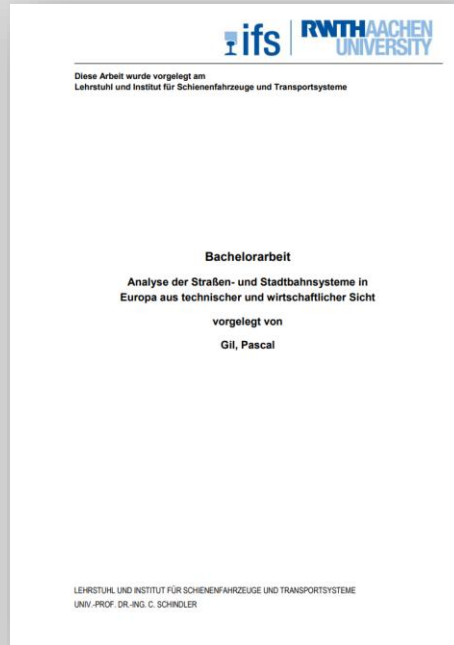 ifs
RWTHAACHEN
UNIVERSITY
Diese Arbeit wurde vorgelegt am
Lehrstuhl und Institut für Schienenfahrzeuge und Transportsysteme
Bachelorarbeit
Analyse der Straßen- und Stadtbahnsysteme in
Europa aus technischer und wirtschaftlicher Sicht
vorgelegt von
Gil, Pascal
LEHRSTUHL UND INSTITUT FÜR SCHIENENFAHRZEUGE UND TRANSPORTSYSTEME
UNIV.-PROF. DR.-ING. C. SCHINDLER